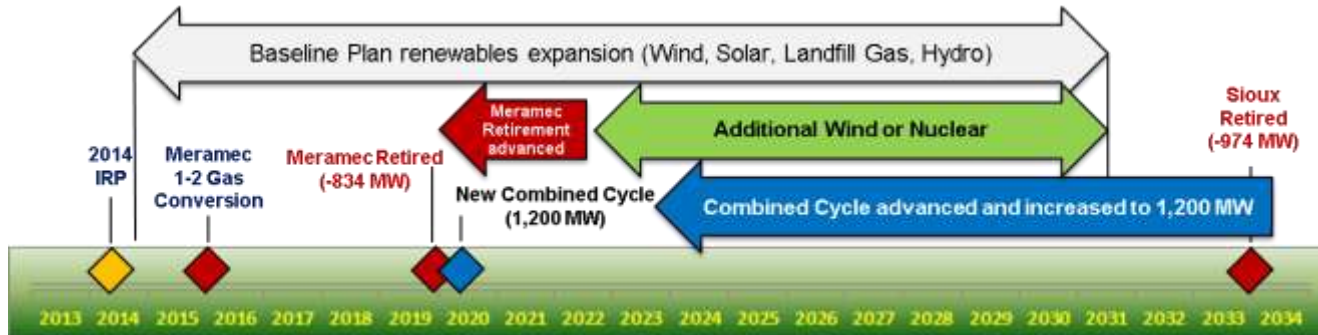 Baseline Plan renewables expansion (Wind, Solar, Landfill Gas, Hydro)
Meramec
Retirement
advanced
Additional Wind or Nuclear
Sioux
Retired
(-974 MW)
2014
IRP
Meramec
1-2 Gas
Conversion
Meramec Retired
(-834 MW)
New Combined Cycle
(1,200 MW)
Combined Cycle advanced and increased to 1,200 MW
2013 2014 2015 2016 2017 2018 2019 2020 2021 2022 2023 2024 2025 2026 2027 2028 2029 2030 2031 2032 2033 2034